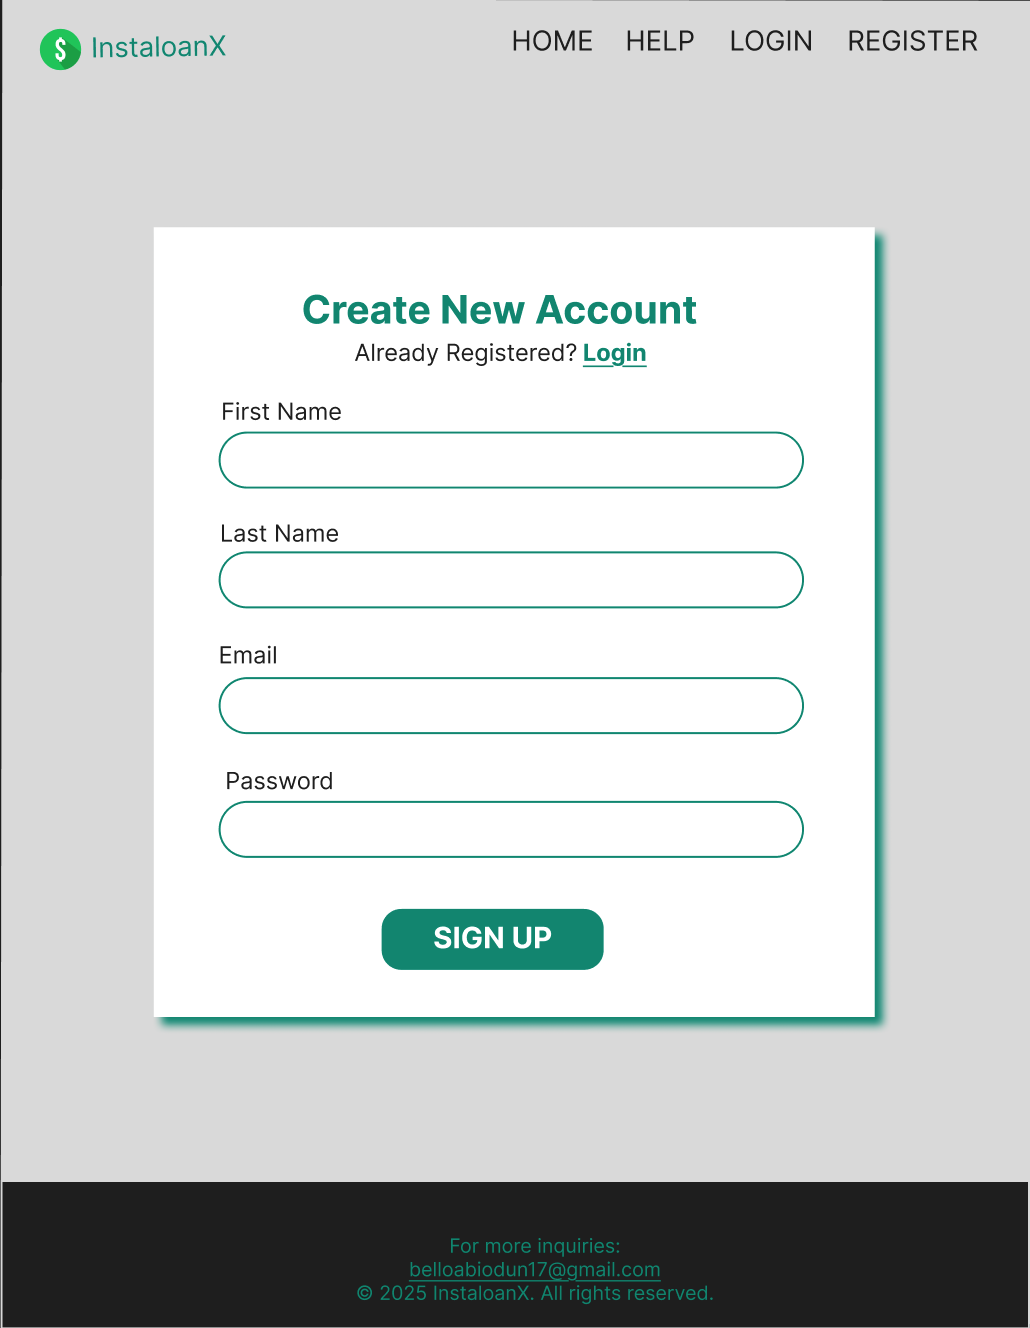 $ InstaloanX
HOME HELP LOGIN REGISTER
Create New Account
Already Registered? Login
First Name
Last Name
Email
Password
SIGN UP
For more inquiries:
belloabiodun17@gmail.com
© 2025 InstaloanX. All rights reserved.